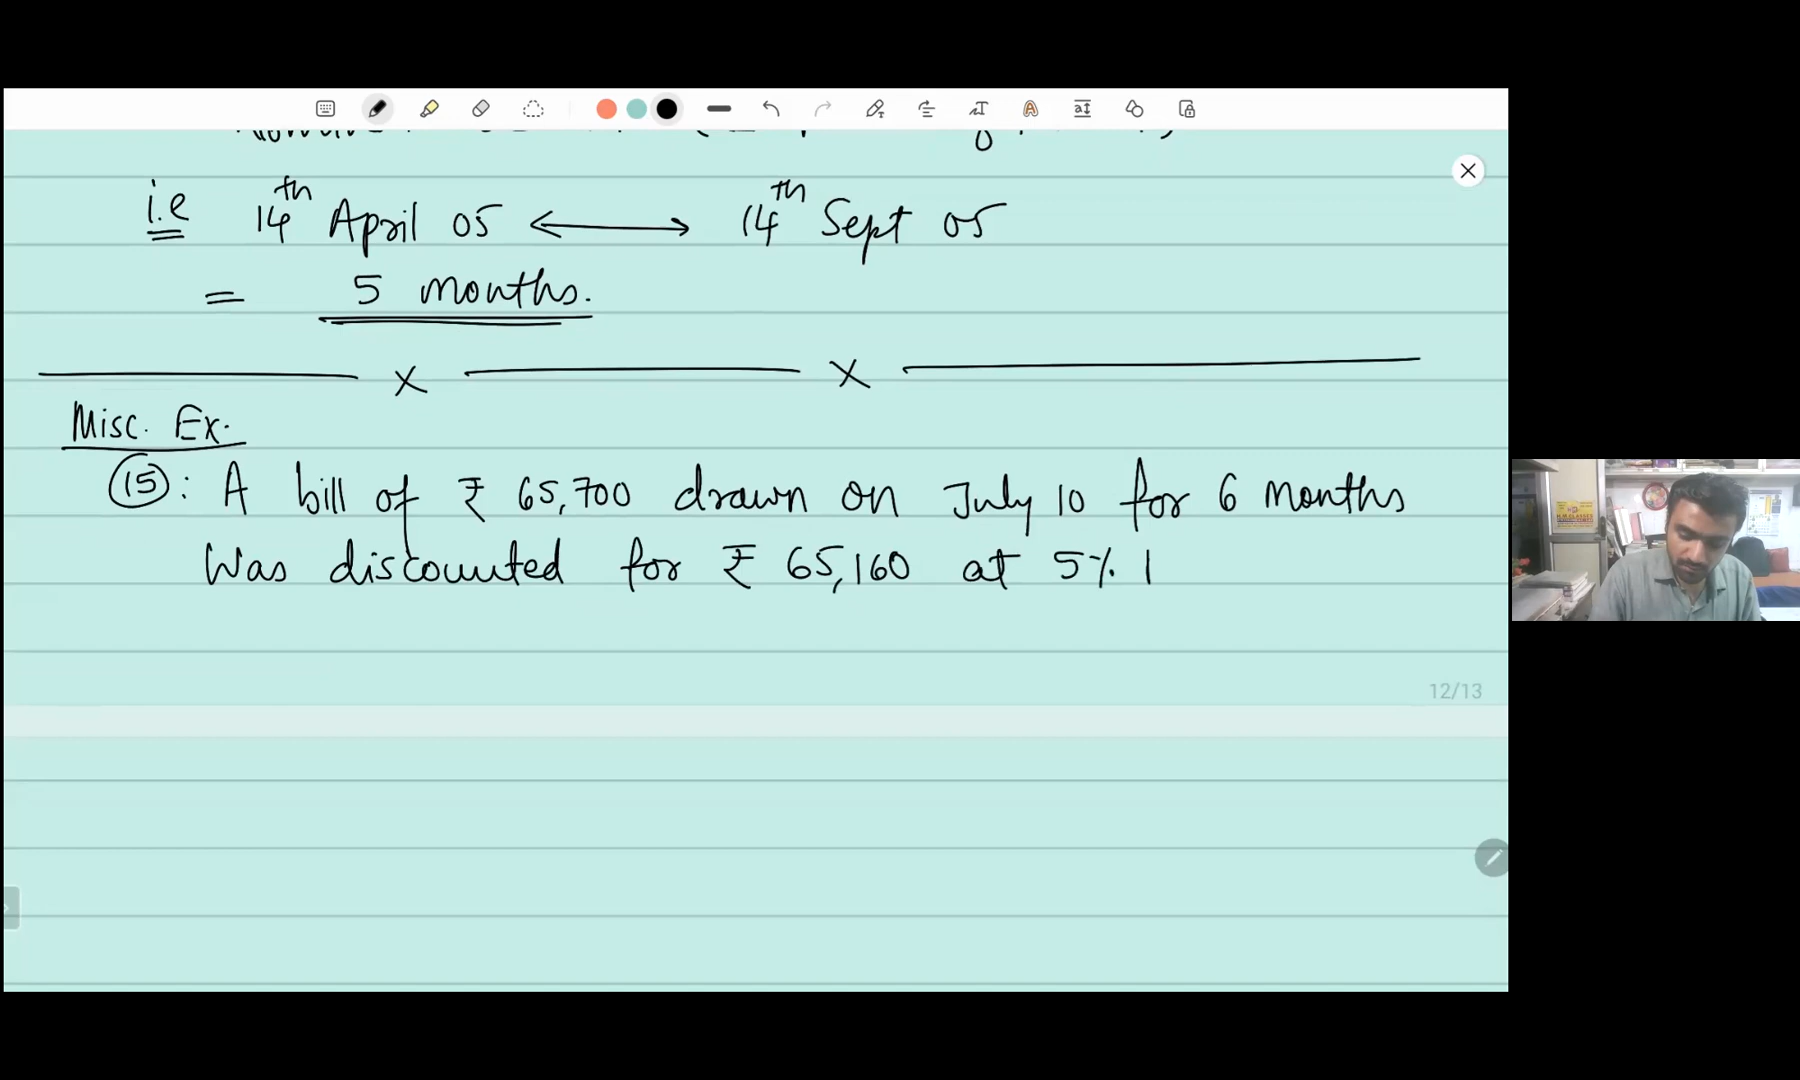 i.e 14th April 05 ⟷ 14th Sept 05
= 5 months.
x x
Misc. Ex.
(15): A bill of ₹ 65,700 drawn on July 10 for 6 months
Was discounted for ₹ 65,160 at 5% |
12/13